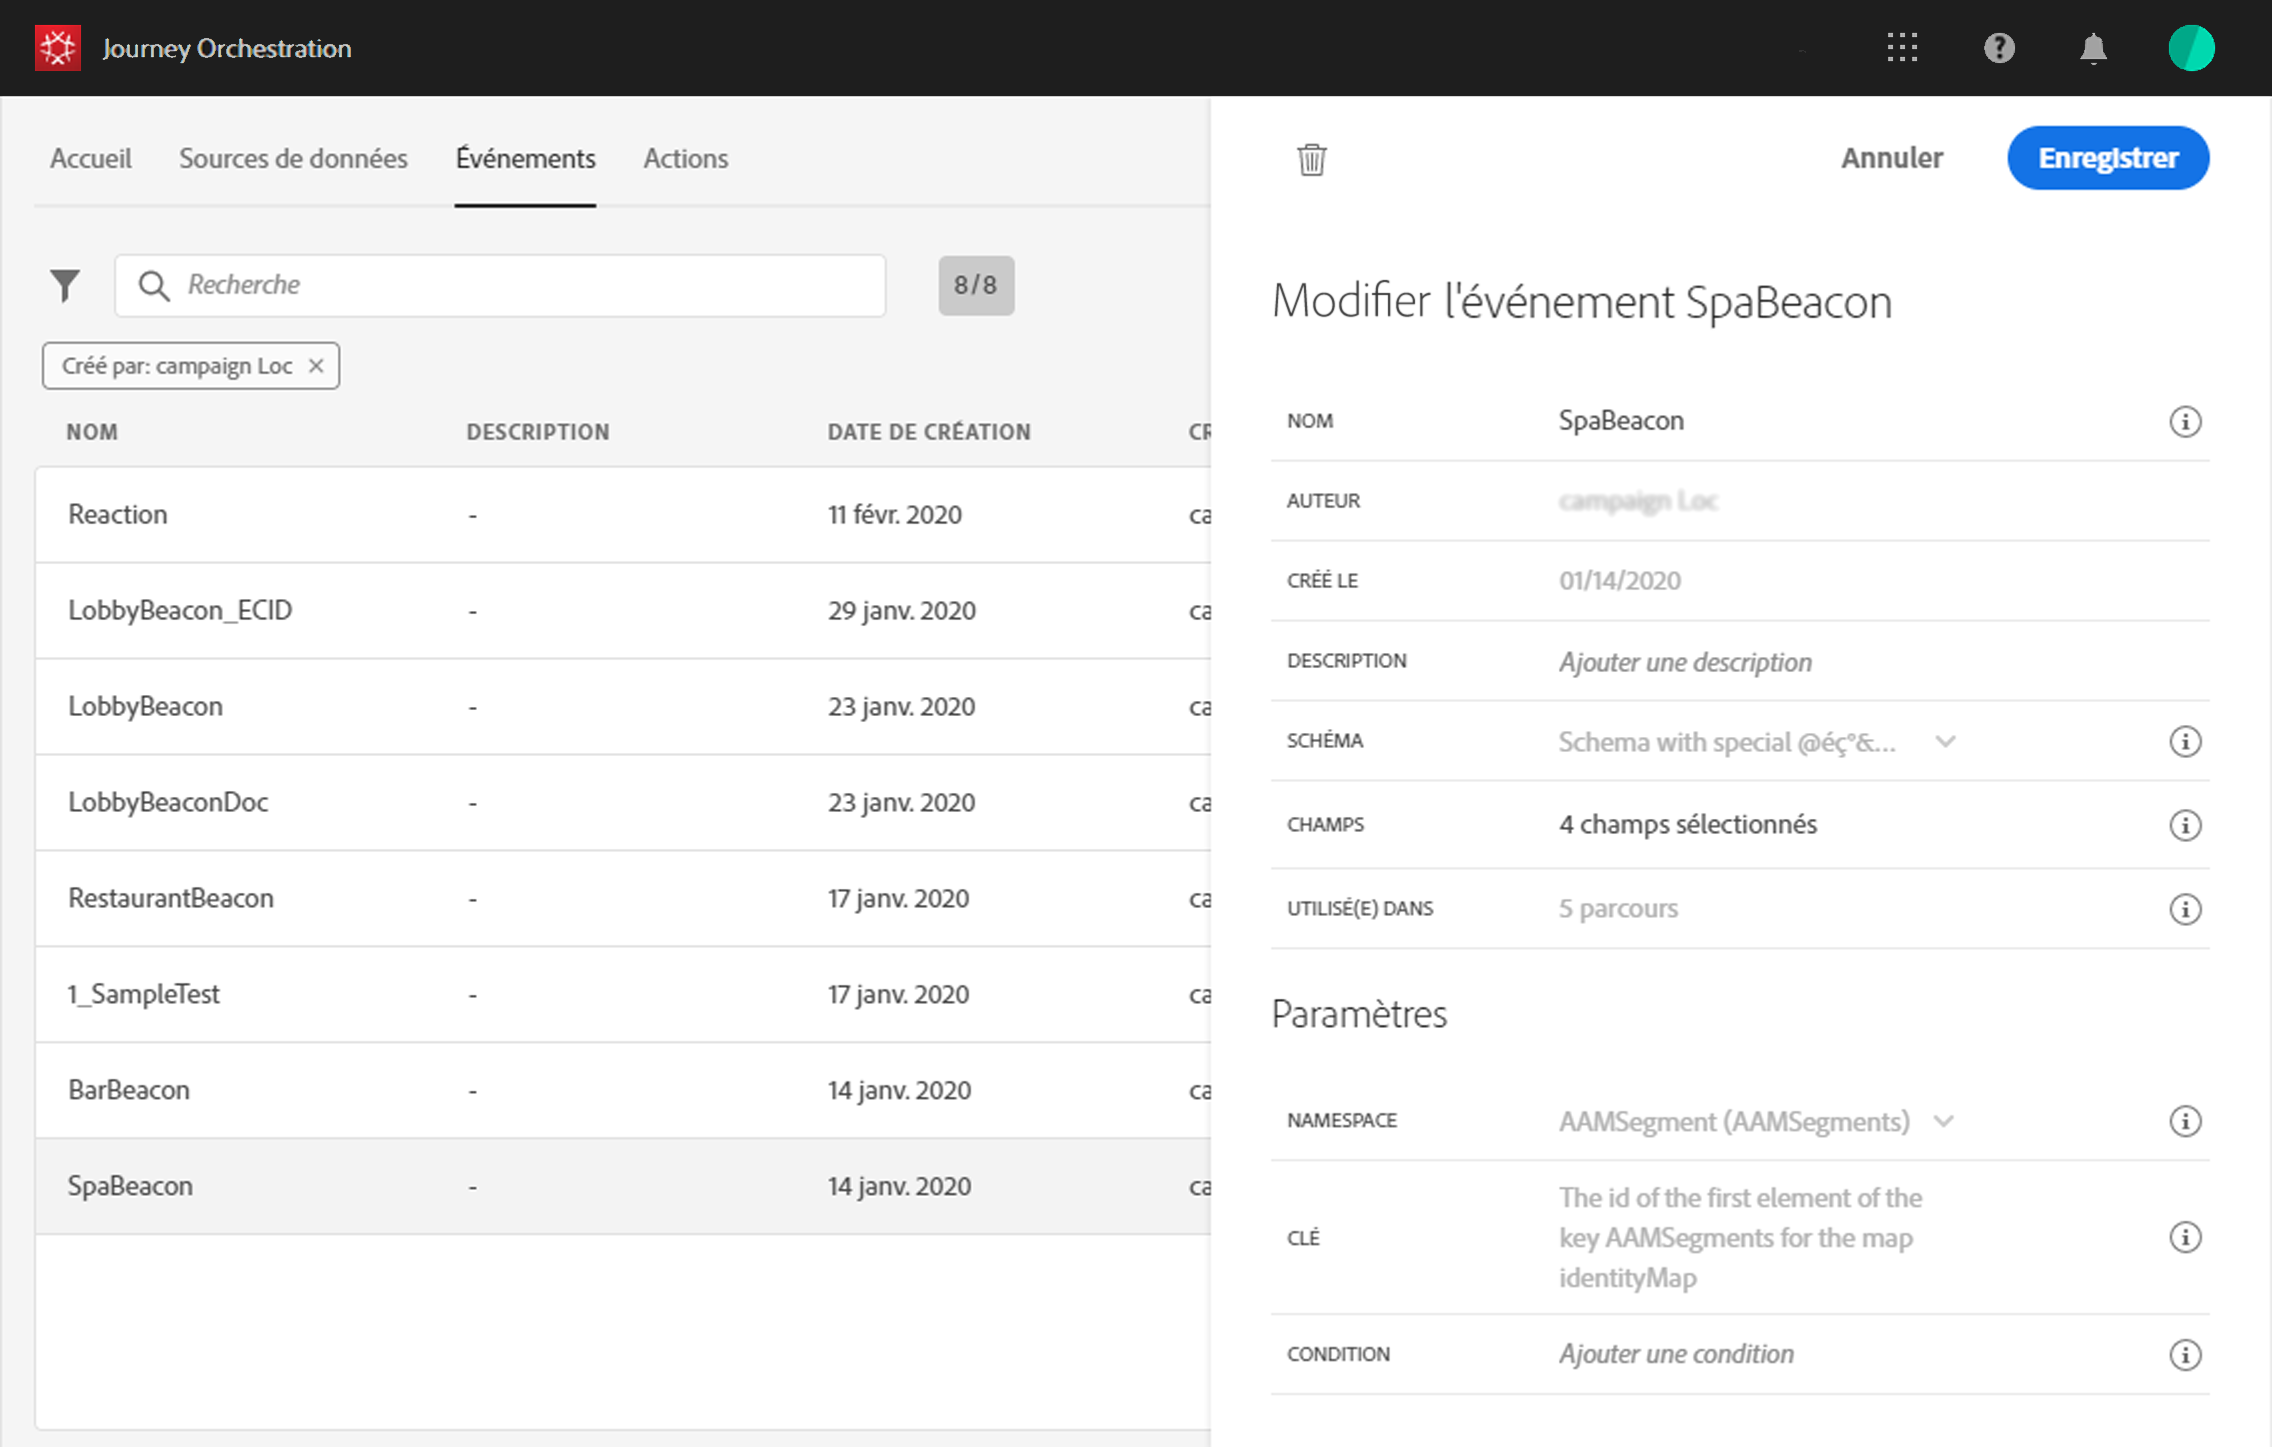 Journey Orchestration
Accueil Sources de données Événements Actions
Recherche 8/8
Créé par: campaign Loc ×
NOM DESCRIPTION DATE DE CRÉATION CR
Reaction - 11 févr. 2020 ca
LobbyBeacon_ECID - 29 janv. 2020 ca
LobbyBeacon - 23 janv. 2020 ca
LobbyBeaconDoc - 23 janv. 2020 ca
RestaurantBeacon - 17 janv. 2020 ca
1_SampleTest - 17 janv. 2020 ca
BarBeacon - 14 janv. 2020 ca
SpaBeacon - 14 janv. 2020 ca
Annuler Enregistrer
Modifier l'événement SpaBeacon
NOM SpaBeacon
AUTEUR campaign Loc
CRÉÉ LE 01/14/2020
DESCRIPTION Ajouter une description
SCHÉMA Schema with special @éç°&...
CHAMPS 4 champs sélectionnés
UTILISÉ(E) DANS 5 parcours
Paramètres
NAMESPACE AAMSegment (AAMSegments)
CLÉ The id of the first element of the
key AAMSegments for the map
identityMap
CONDITION Ajouter une condition